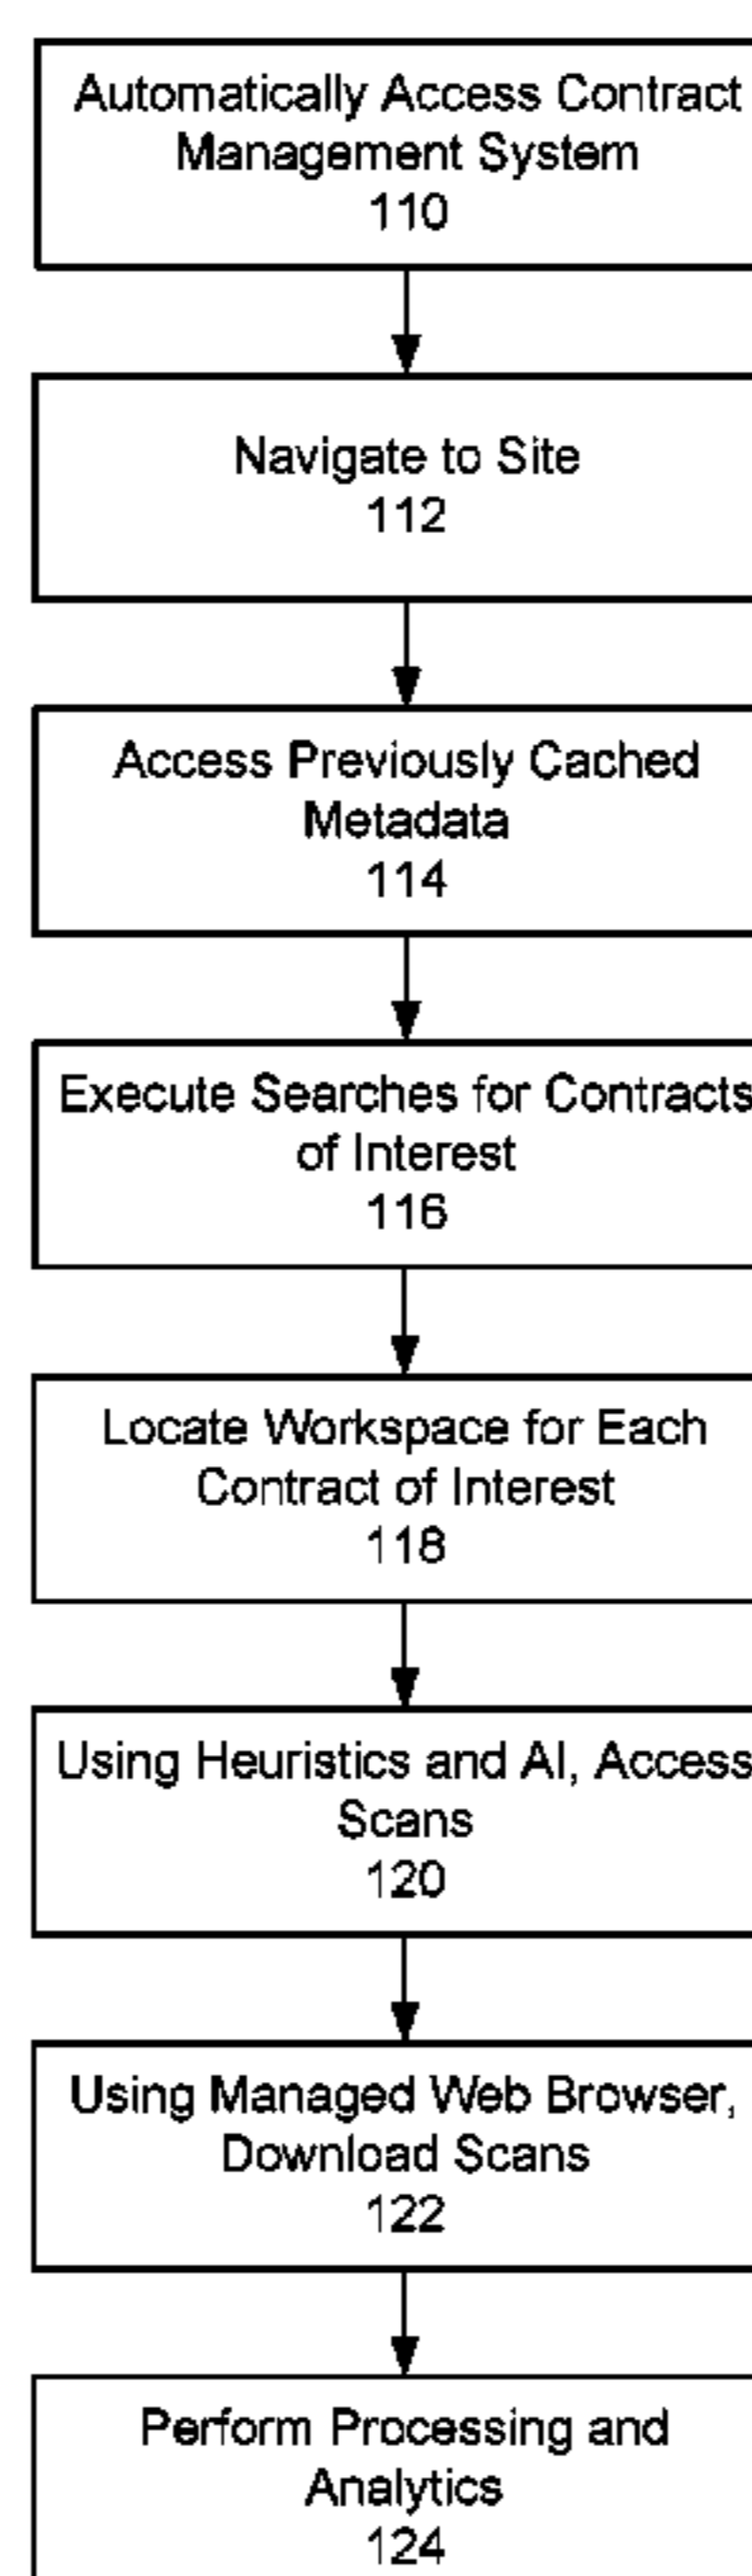 Automatically Access Contract
Management System
110
Navigate to Site
112
Access Previously Cached
Metadata
114
Execute Searches for Contracts
of Interest
116
Locate Workspace for Each
Contract of Interest
118
Using Heuristics and AI, Access
Scans
120
Using Managed Web Browser,
Download Scans
122
Perform Processing and
Analytics
124